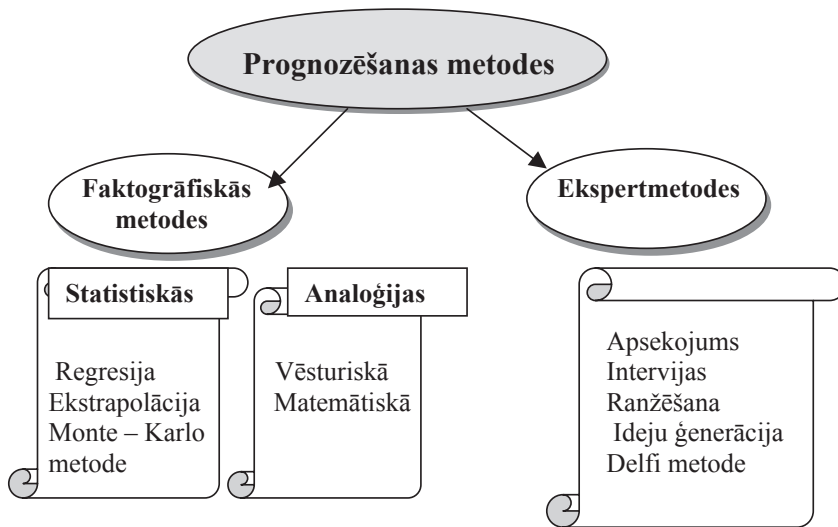 Prognozēšanas metodes
Faktogrāfiskās
metodes
Ekspertmetodes
Statistiskās
Regresija
Ekstrapolācija
Monte – Karlo
metode
Analoģijas
Vēsturiskā
Matemātiskā
Apsekojums
Intervijas
Ranžēšana
Ideju ģenerācija
Delfi metode